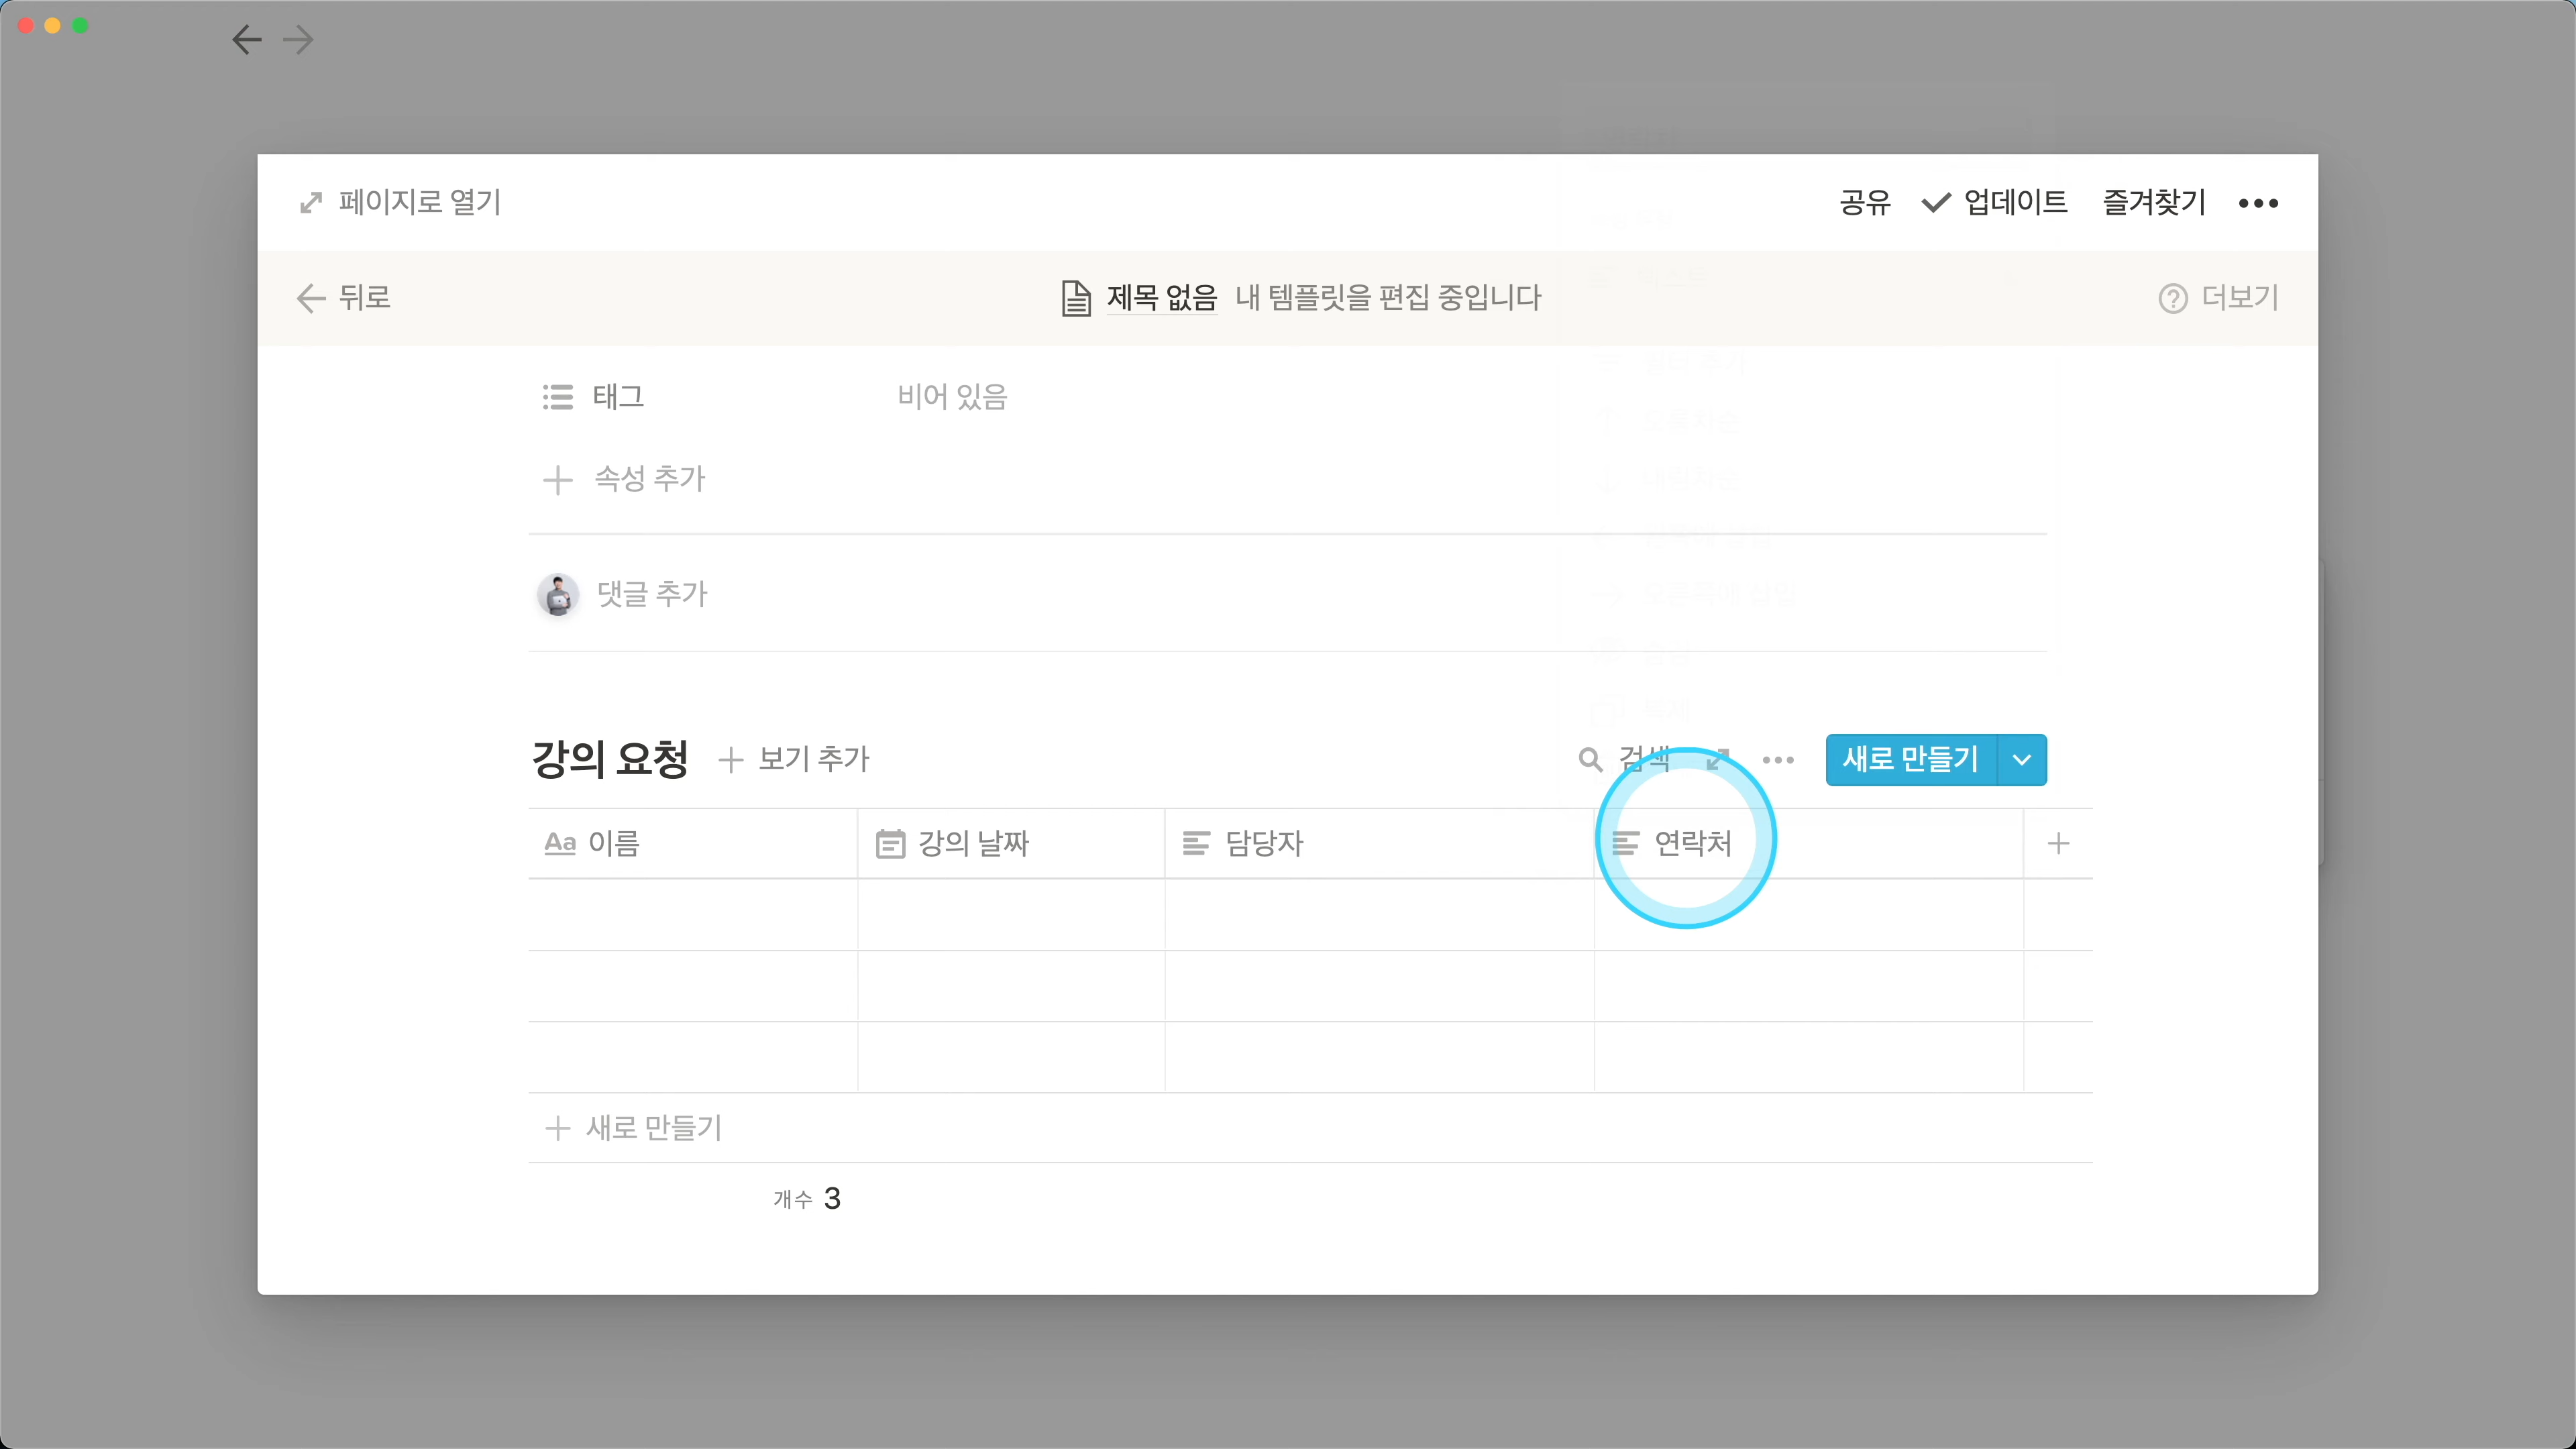 페이지로 열기 공유 업데이트 즐겨찾기
뒤로 제목 없음 내 템플릿을 편집 중입니다 더보기
태그 비어 있음
속성 추가
댓글 추가
강의 요청 보기 추가 검색 새로 만들기
Aa 이름 강의 날짜 담당자 연락처
새로 만들기
개수 3